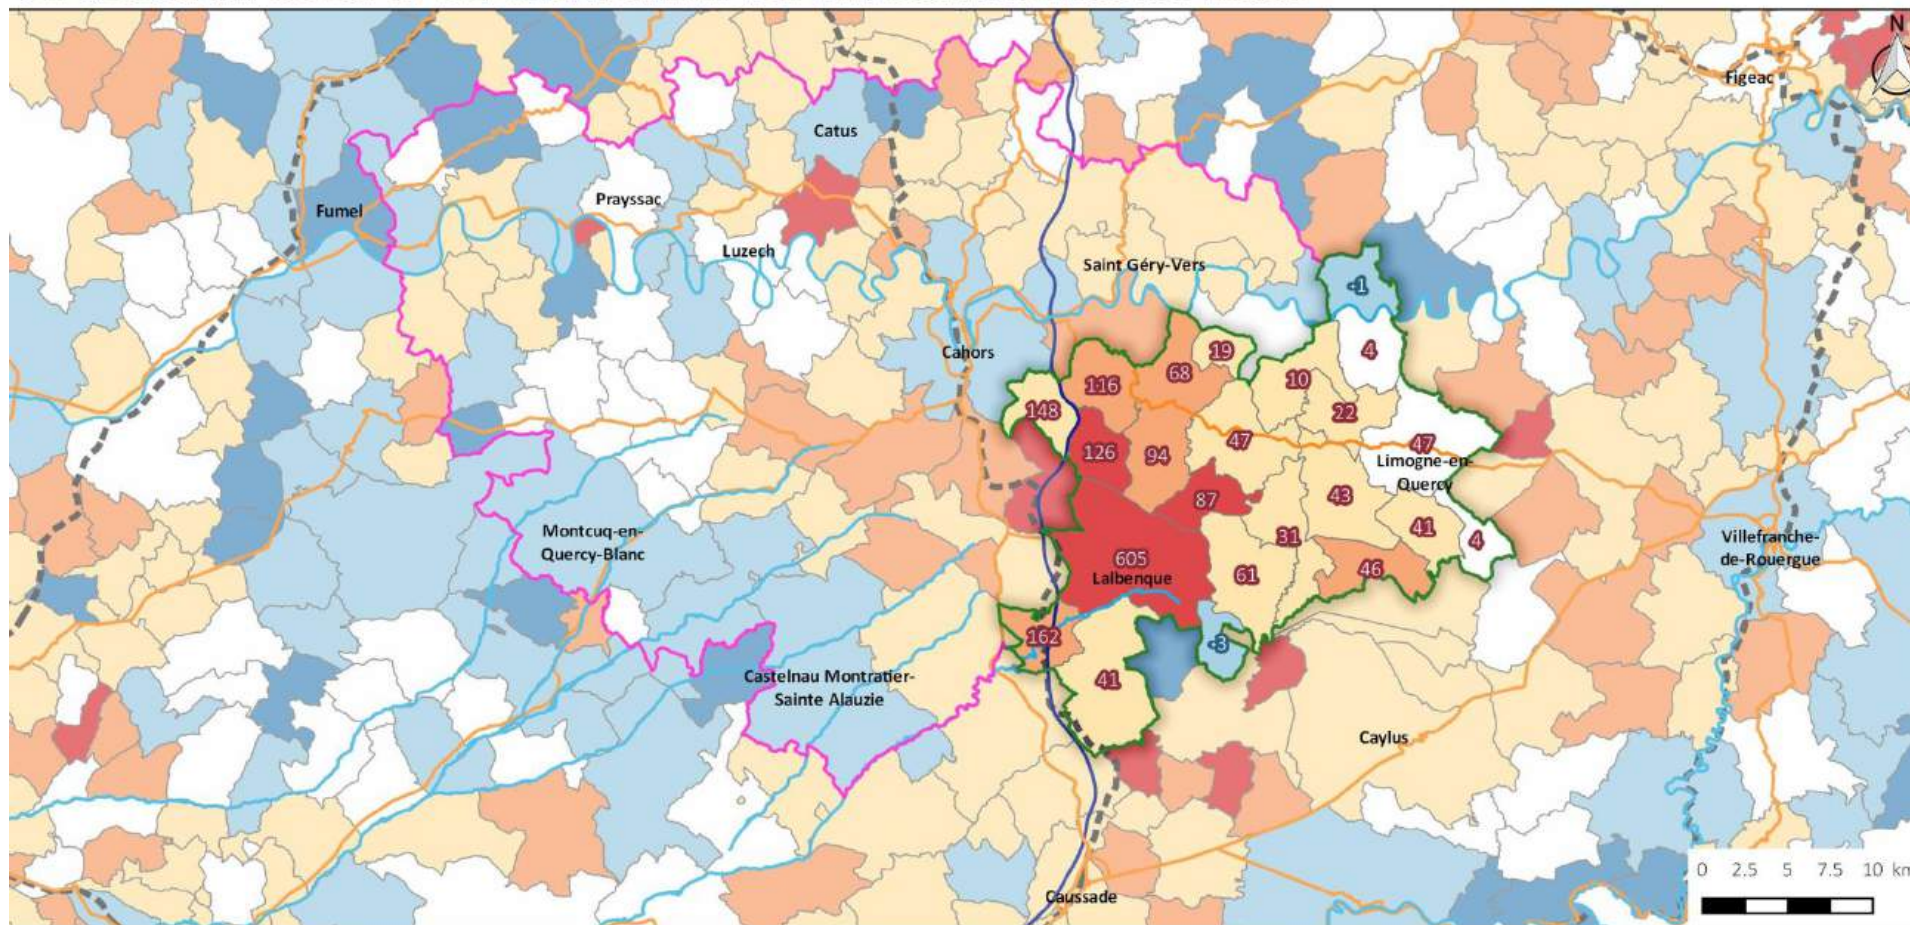 N
Figeac
Catus
Prayssac
Fumel
Luzech
Saint Géry-Vers
-1
Cahors
19
4
68
116
10
148
22
47
47
126
94
Limogne-en-
Quercy
87
43
41
4
31
Montcuq-en-
Quercy-Blanc
Villefranche-
de-Rouergue
605
Lalbenque
61
46
162
-3
Castelnau Montratier-
Sainte Alauzie
41
Caylus
0 2.5 5 7.5 10 km
Caussade